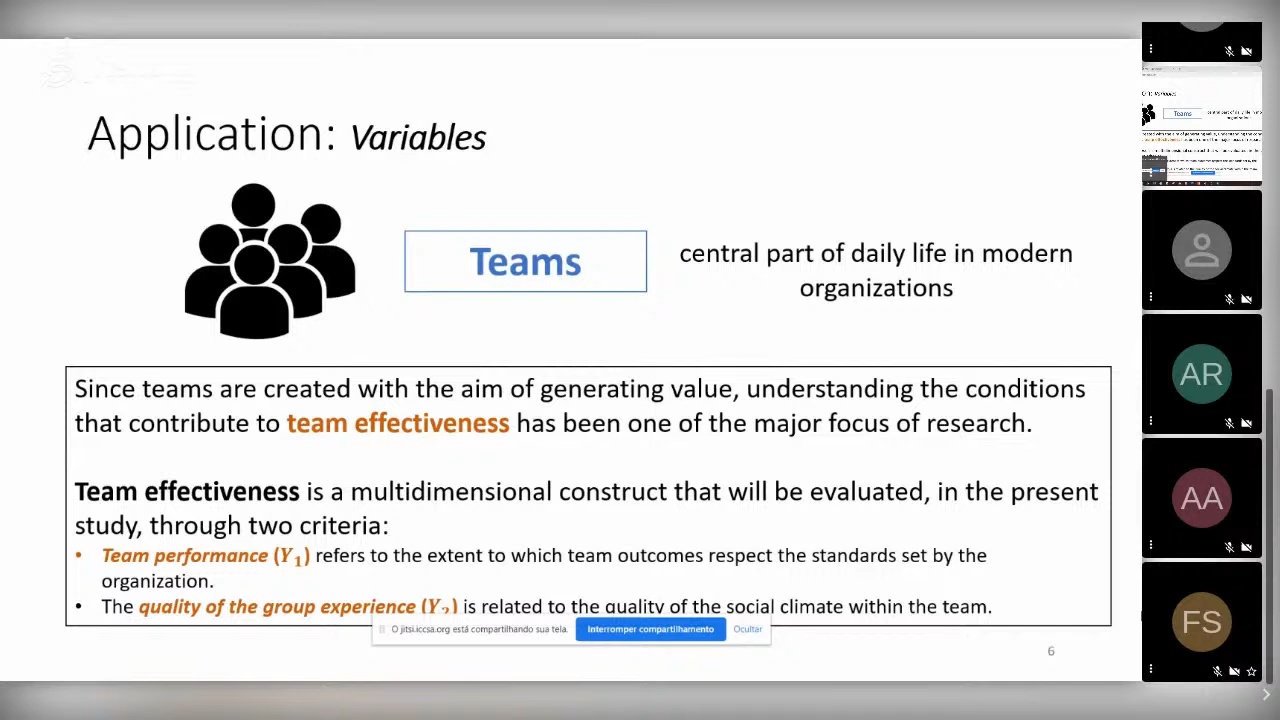 Application: Variables
Teams
central part of daily life in modern
organizations
Since teams are created with the aim of generating value, understanding the conditions
that contribute to team effectiveness has been one of the major focus of research.
Team effectiveness is a multidimensional construct that will be evaluated, in the present
study, through two criteria:
• Team performance (Y₁) refers to the extent to which team outcomes respect the standards set by the
organization.
• The quality of the group experience (Y₂) is related to the quality of the social climate within the team.
O jitsi.iccsa.org está compartilhando sua tela. Interromper compartilhamento Ocultar
6
AR
AA
FS